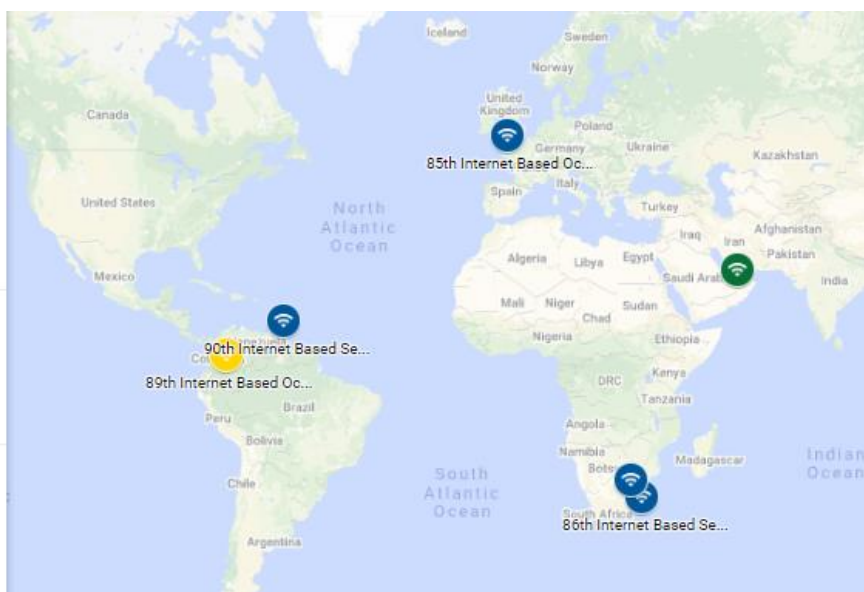 Iceland
Sweden
Norway
Canada
United
Kingdom
Poland
Germany
Ukraine
Kazakhstan
85th Internet Based Oc...
Spain
Italy
United States
North
Atlantic
Ocean
Turkey
Iraq
Iran
Afghanistan
Pakistan
Algeria
Libya
Egypt
Saudi Arab
India
Mexico
Mali
Niger
Chad
Sudan
Nigeria
Ethiopia
90th Internet Based Se...
89th Internet Based Oc...
Kenya
DRC
Tanzania
Brazil
Peru
Angola
Bolivia
Namibia
Bots
Madagascar
Indian
Ocean
Chile
South
Atlantic
Ocean
South Africa
86th Internet Based Se...
Argentina